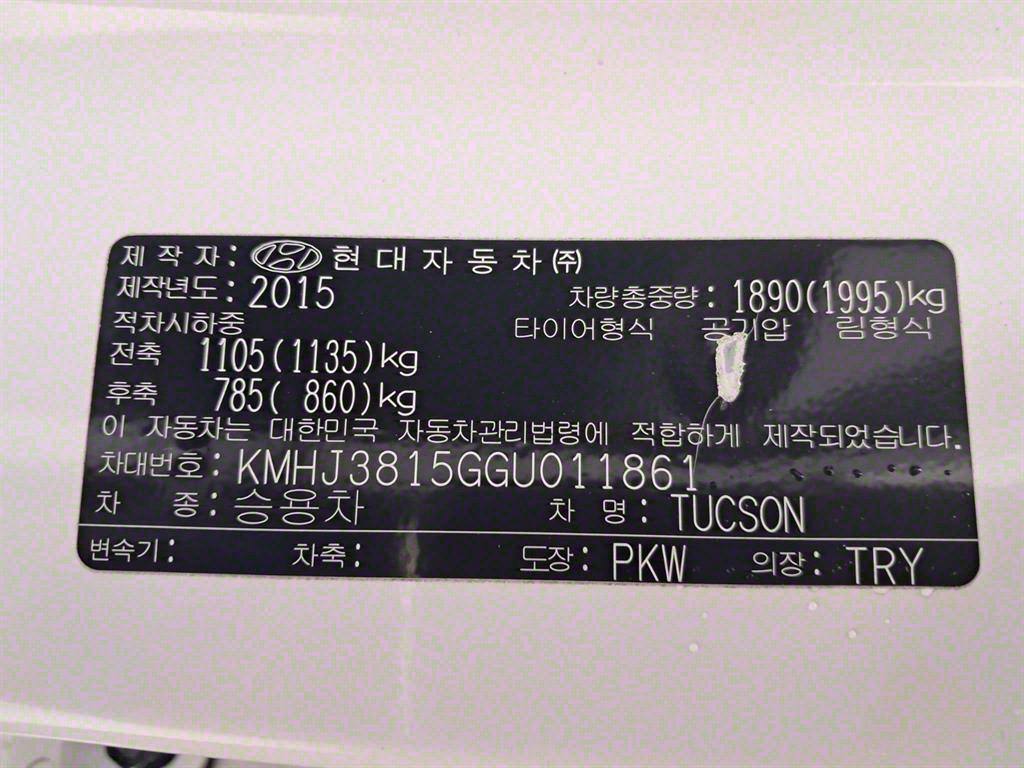 제 작 자 : 현 대 자 동 차 ㈜
제작년도 : 2015 차량총중량 : 1890(1995)kg
적차시하중 타이어형식 공기압 림형식
전축 1105(1135)kg
후축 785( 860)kg
이 자동차는 대한민국 자동차관리법령에 적합하게 제작되었습니다.
차대번호 : KMHJ3815GGU011861
차 종 : 승용차 차 명 : TUCSON
변속기 : 차축 : 도장 : PKW 의장 : TRY